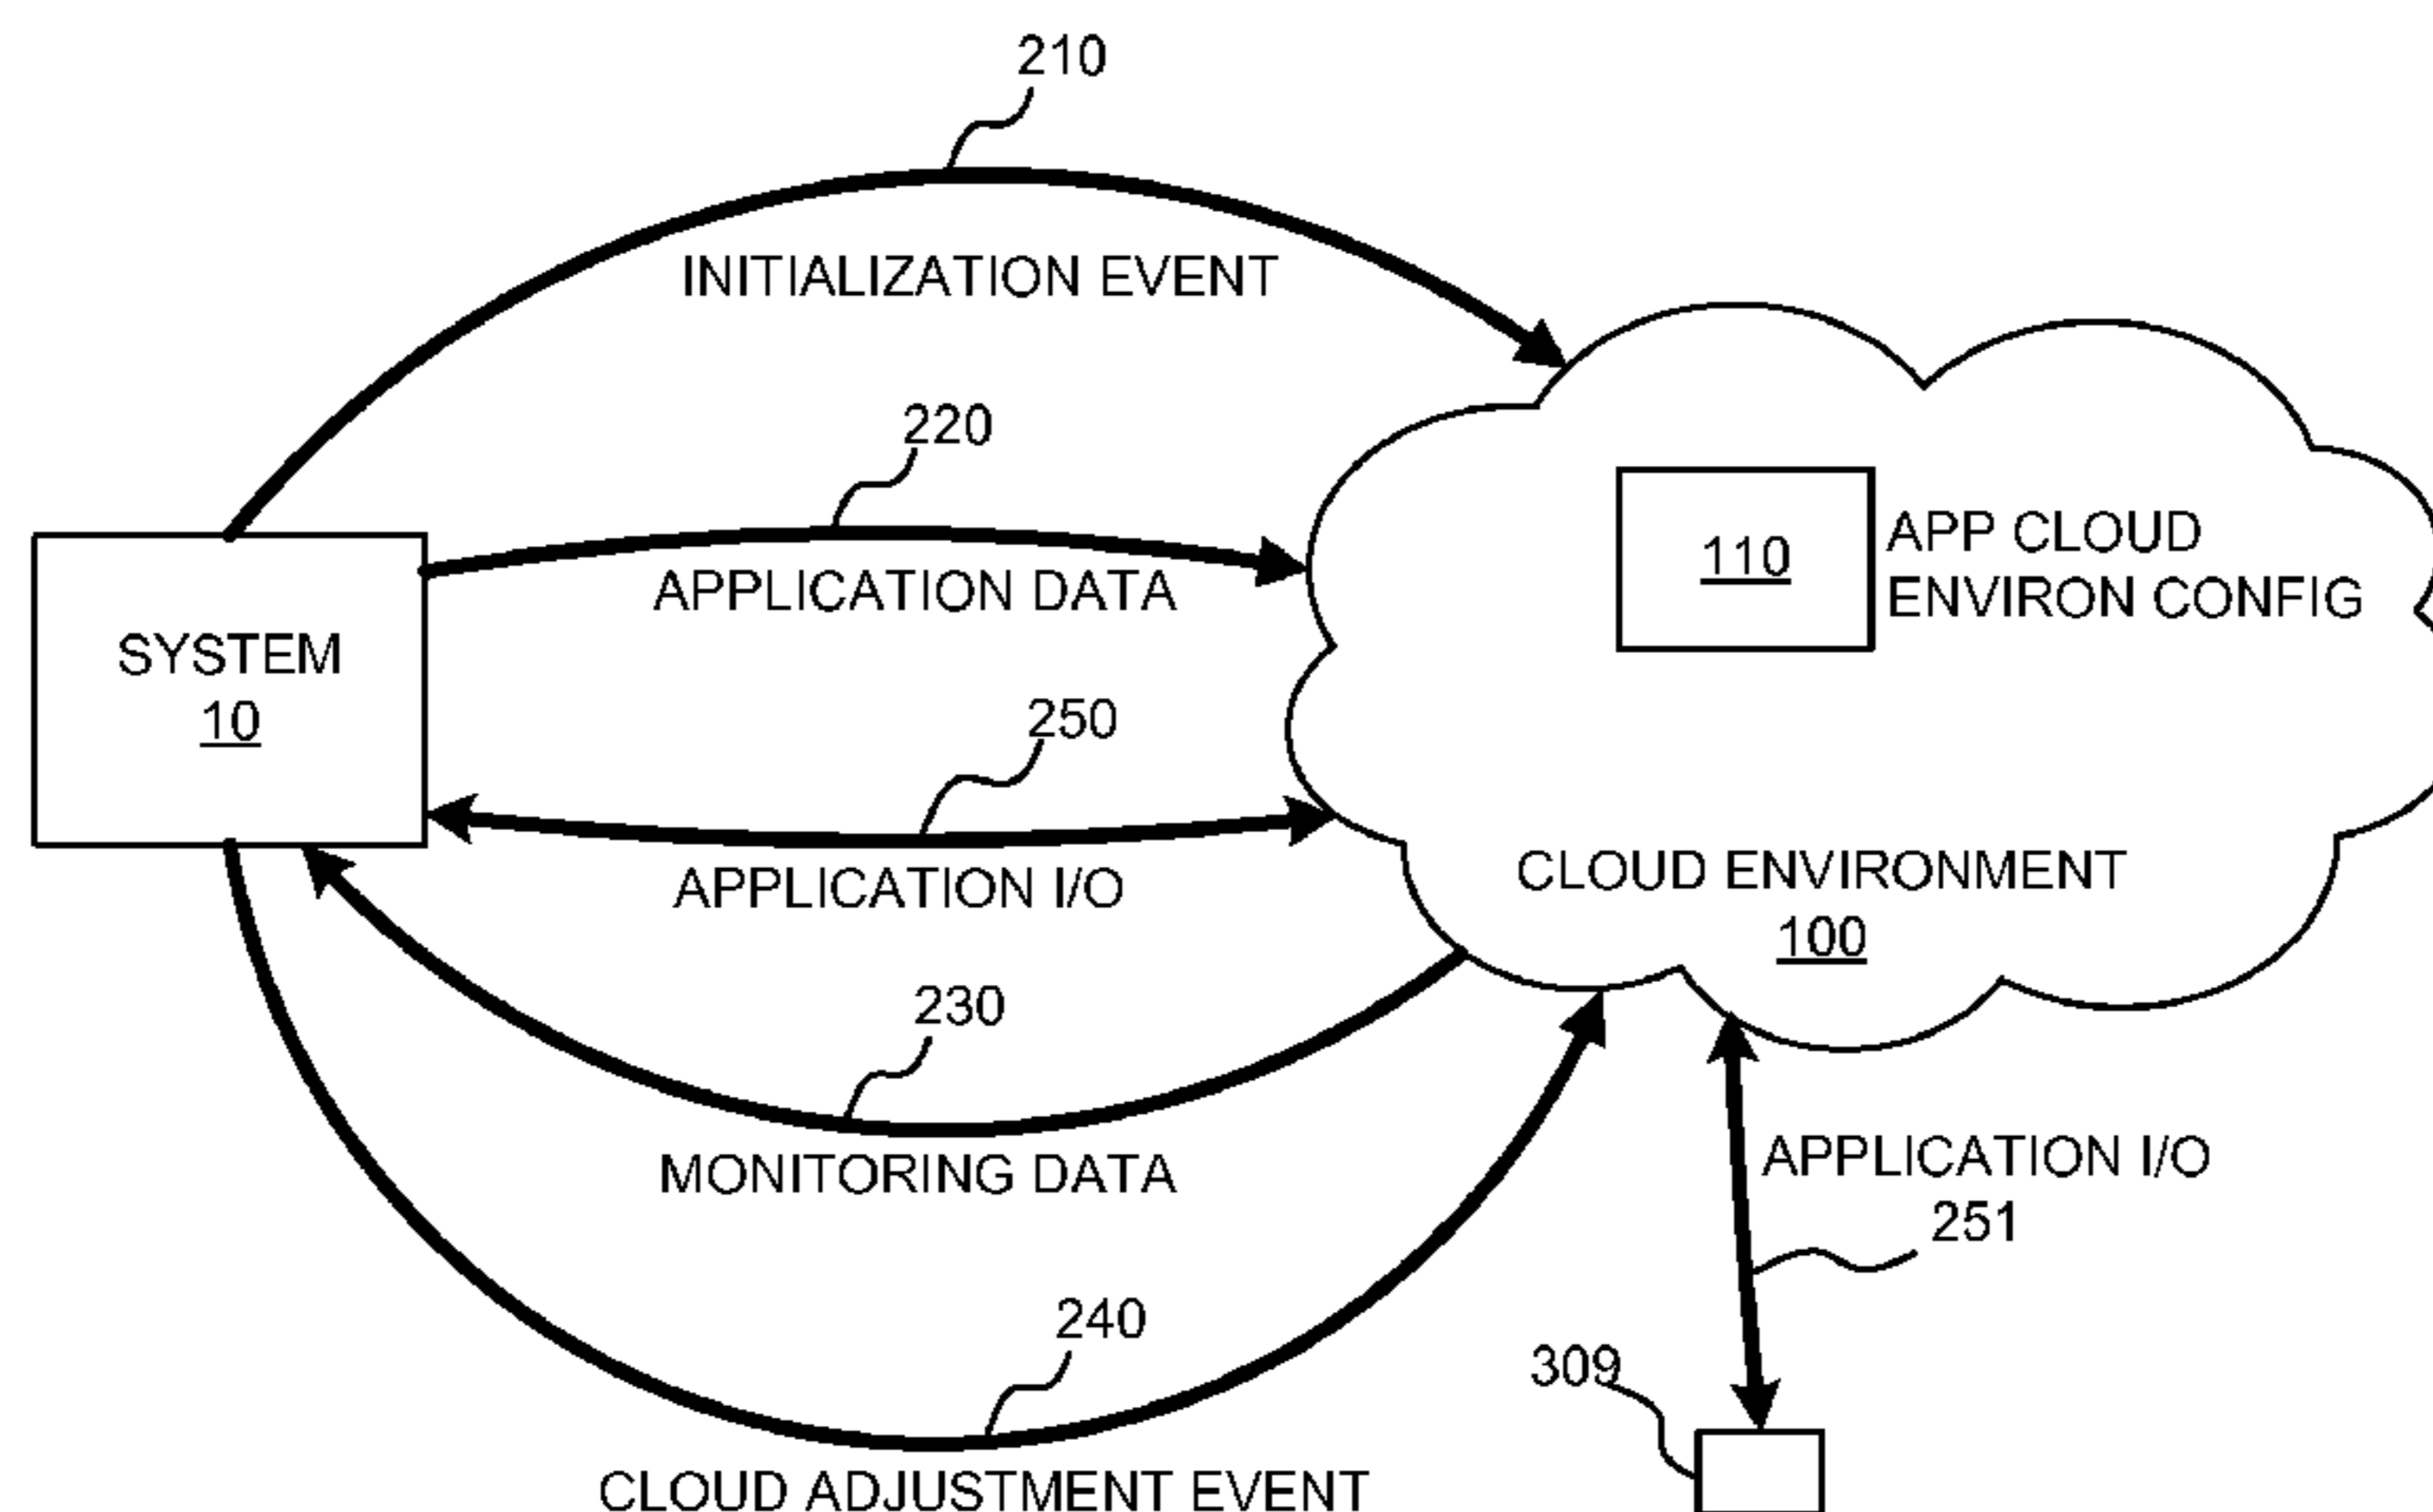 210
INITIALIZATION EVENT
220
APPLICATION DATA
110
APP CLOUD
ENVIRON CONFIG
SYSTEM
10
250
APPLICATION I/O
CLOUD ENVIRONMENT
100
230
MONITORING DATA
APPLICATION I/O
251
240
309
CLOUD ADJUSTMENT EVENT